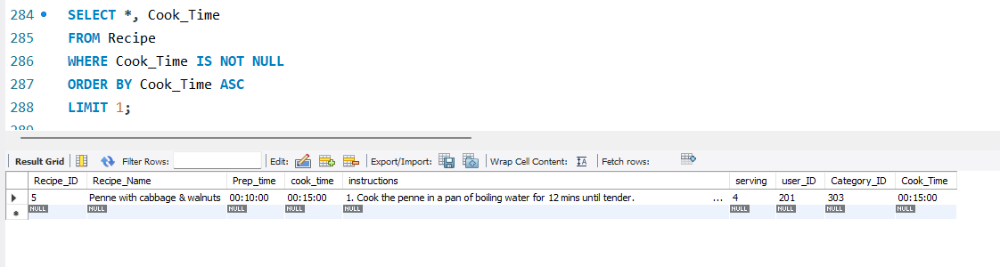 284 SELECT *, Cook_Time
285 FROM Recipe
286 WHERE Cook_Time IS NOT NULL
287 ORDER BY Cook_Time ASC
288 LIMIT 1;
289
Result Grid Filter Rows: Edit: Export/Import: Wrap Cell Content: IA Fetch rows:
Recipe_ID Recipe_Name Prep_time cook_time instructions serving user_ID Category_ID Cook_Time
5 Penne with cabbage & walnuts 00:10:00 00:15:00 1. Cook the penne in a pan of boiling water for 12 mins until tender. ... 4 201 303 00:15:00
NULL NULL NULL NULL NULL NULL NULL NULL NULL